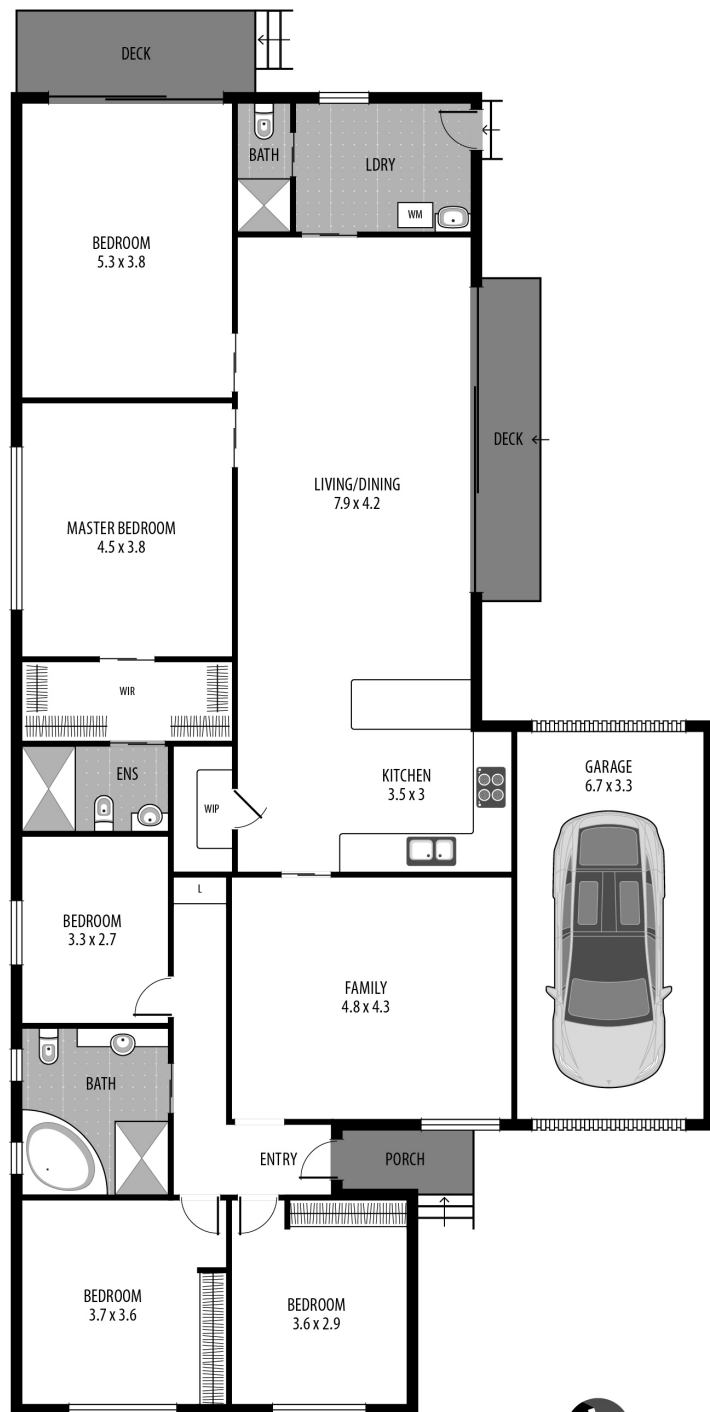 DECK
BATH
LDRY
WM
BEDROOM
5.3 x 3.8
DECK
LIVING/DINING
7.9 x 4.2
MASTER BEDROOM
4.5 x 3.8
WIR
ENS
WIP
KITCHEN
3.5 x 3
GARAGE
6.7 x 3.3
L
BEDROOM
3.3 x 2.7
FAMILY
4.8 x 4.3
BATH
ENTRY
PORCH
BEDROOM
3.7 x 3.6
BEDROOM
3.6 x 2.9